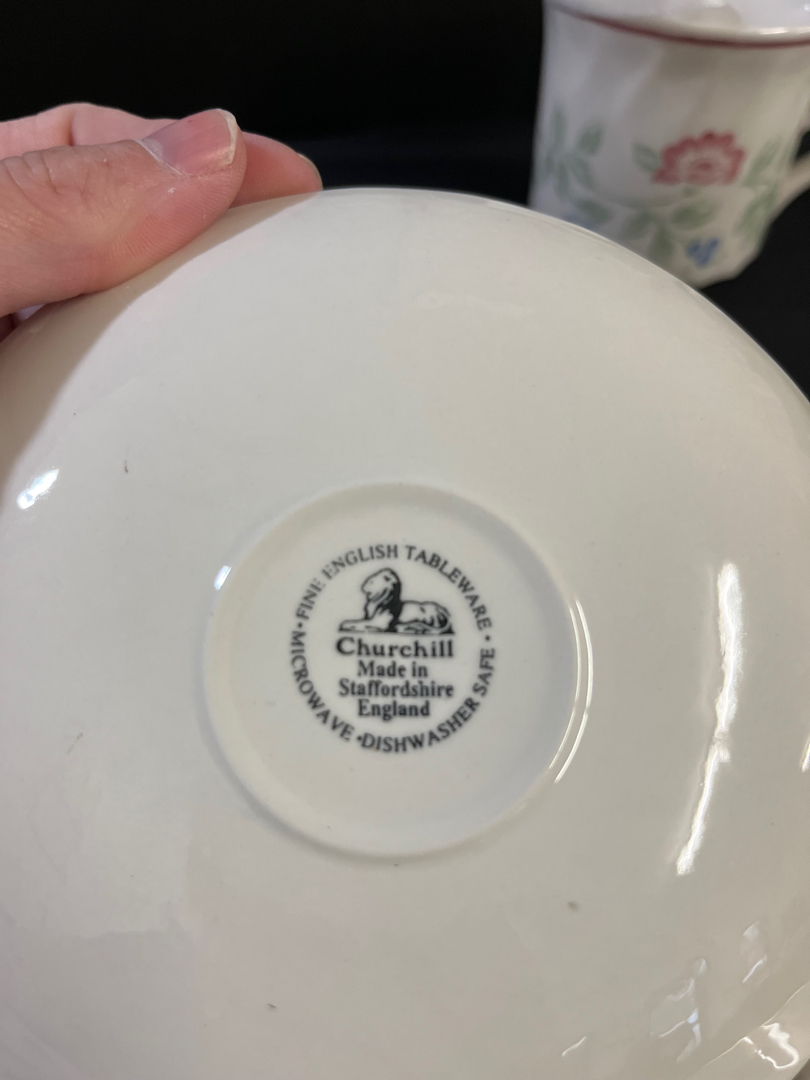 • FINE ENGLISH TABLEWARE •
Churchill
Made in
Staffordshire
England
MICROWAVE • DISHWASHER SAFE